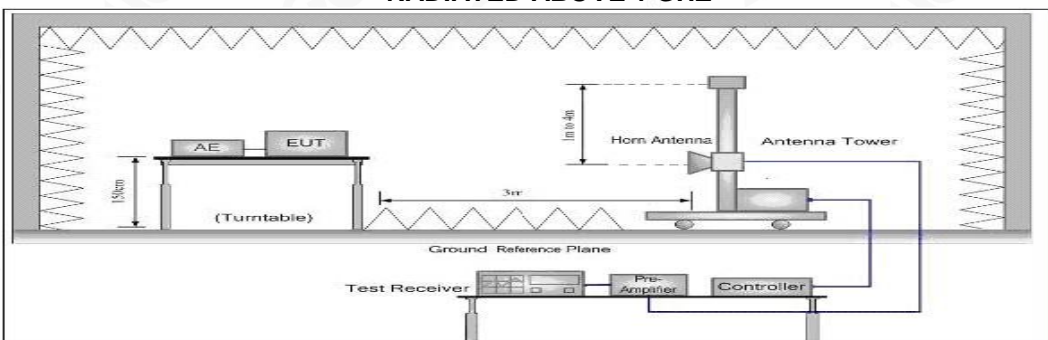 RADIATED ABOVE 1 GHZ
1m to 4m
Horn Antenna
Antenna Tower
AE
EUT
150cm
3m
(Turntable)
Ground Reference Plane
Test Receiver
Pre-
Amplifier
Controller